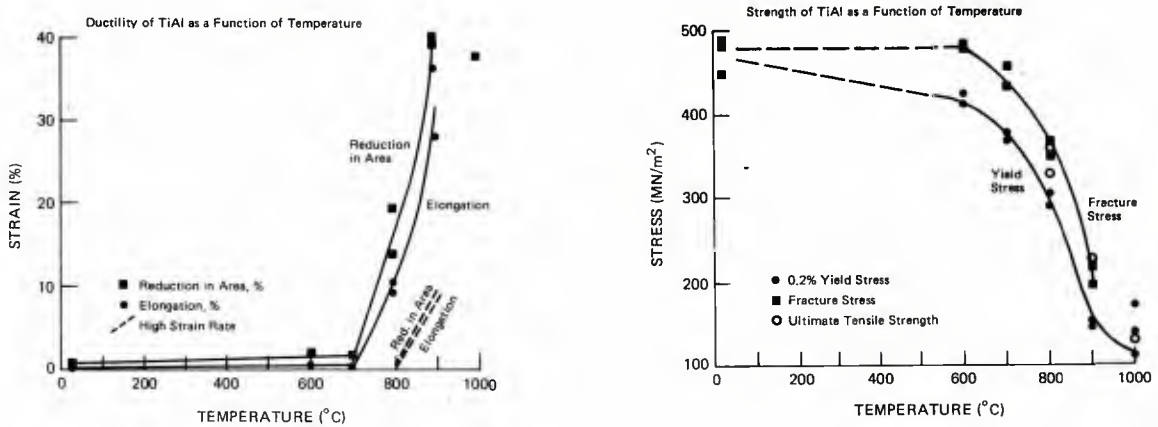 Ductility of TiAl as a Function of Temperature
40
30
20
10
0
STRAIN (%)
Reduction
in Area
Elongation
■ Reduction in Area, %
● Elongation, %
High Strain Rate
Red. in Area
Elongation
0
200
400
600
800
1000
TEMPERATURE (°C)
Strength of TiAl as a Function of Temperature
500
400
300
200
100
STRESS (MN/m²)
Yield
Stress
Fracture
Stress
● 0.2% Yield Stress
■ Fracture Stress
○ Ultimate Tensile Strength
0
200
400
600
800
1000
TEMPERATURE (°C)